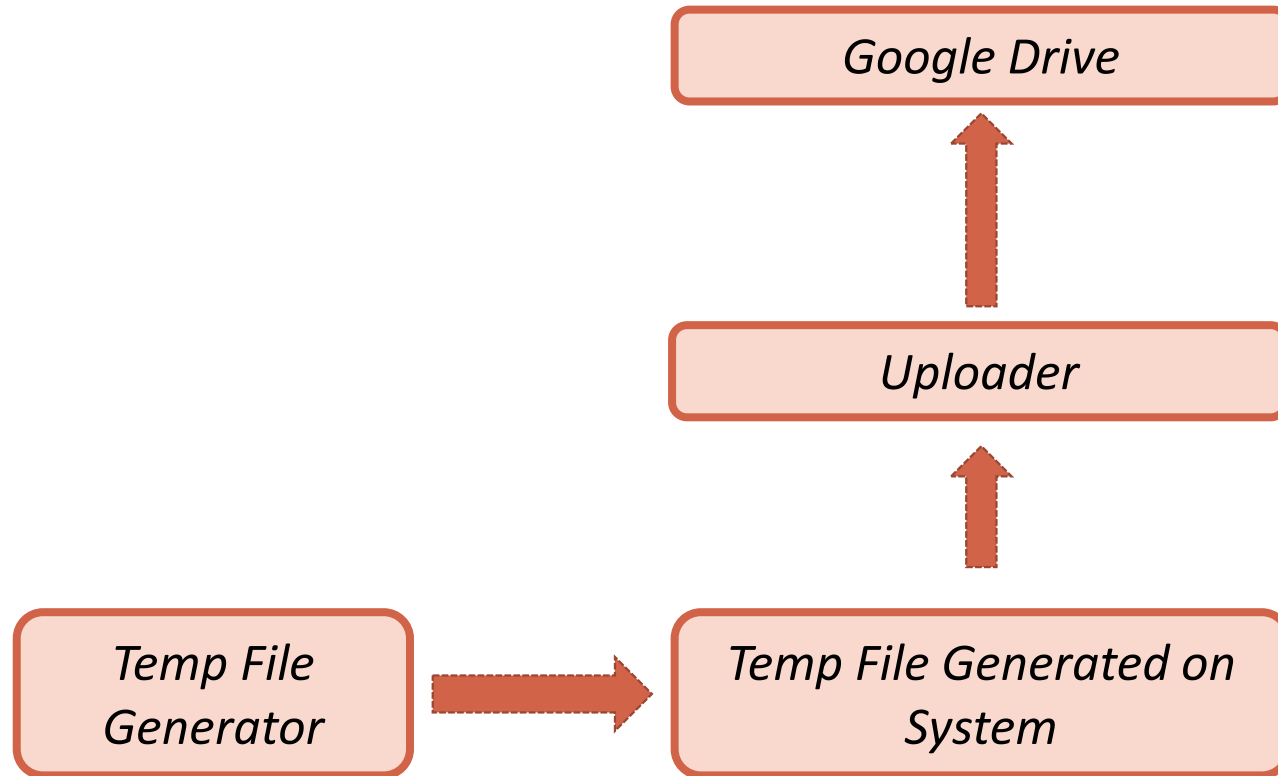 Google Drive
Uploader
Temp File
Generator
Temp File Generated on
System